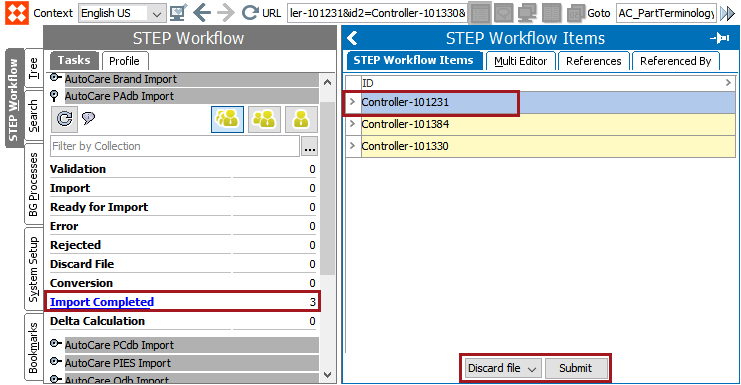 Context English US URL ler-101231&id2=Controller-101330& Goto AC_PartTerminology
STEP Workflow
Tree
Search
BG Processes
System Setup
Bookmarks
STEP Workflow
Tasks Profile
AutoCare Brand Import
AutoCare PAdb Import
Filter by Collection ...
Validation 0
Import 0
Ready for Import 0
Error 0
Rejected 0
Discard File 0
Conversion 0
Import Completed 3
Delta Calculation 0
AutoCare PCdb Import
AutoCare PIES Import
AutoCare Qdb Import
STEP Workflow Items
STEP Workflow Items Multi Editor References Referenced By
ID
Controller-101231
Controller-101384
Controller-101330
Discard file Submit